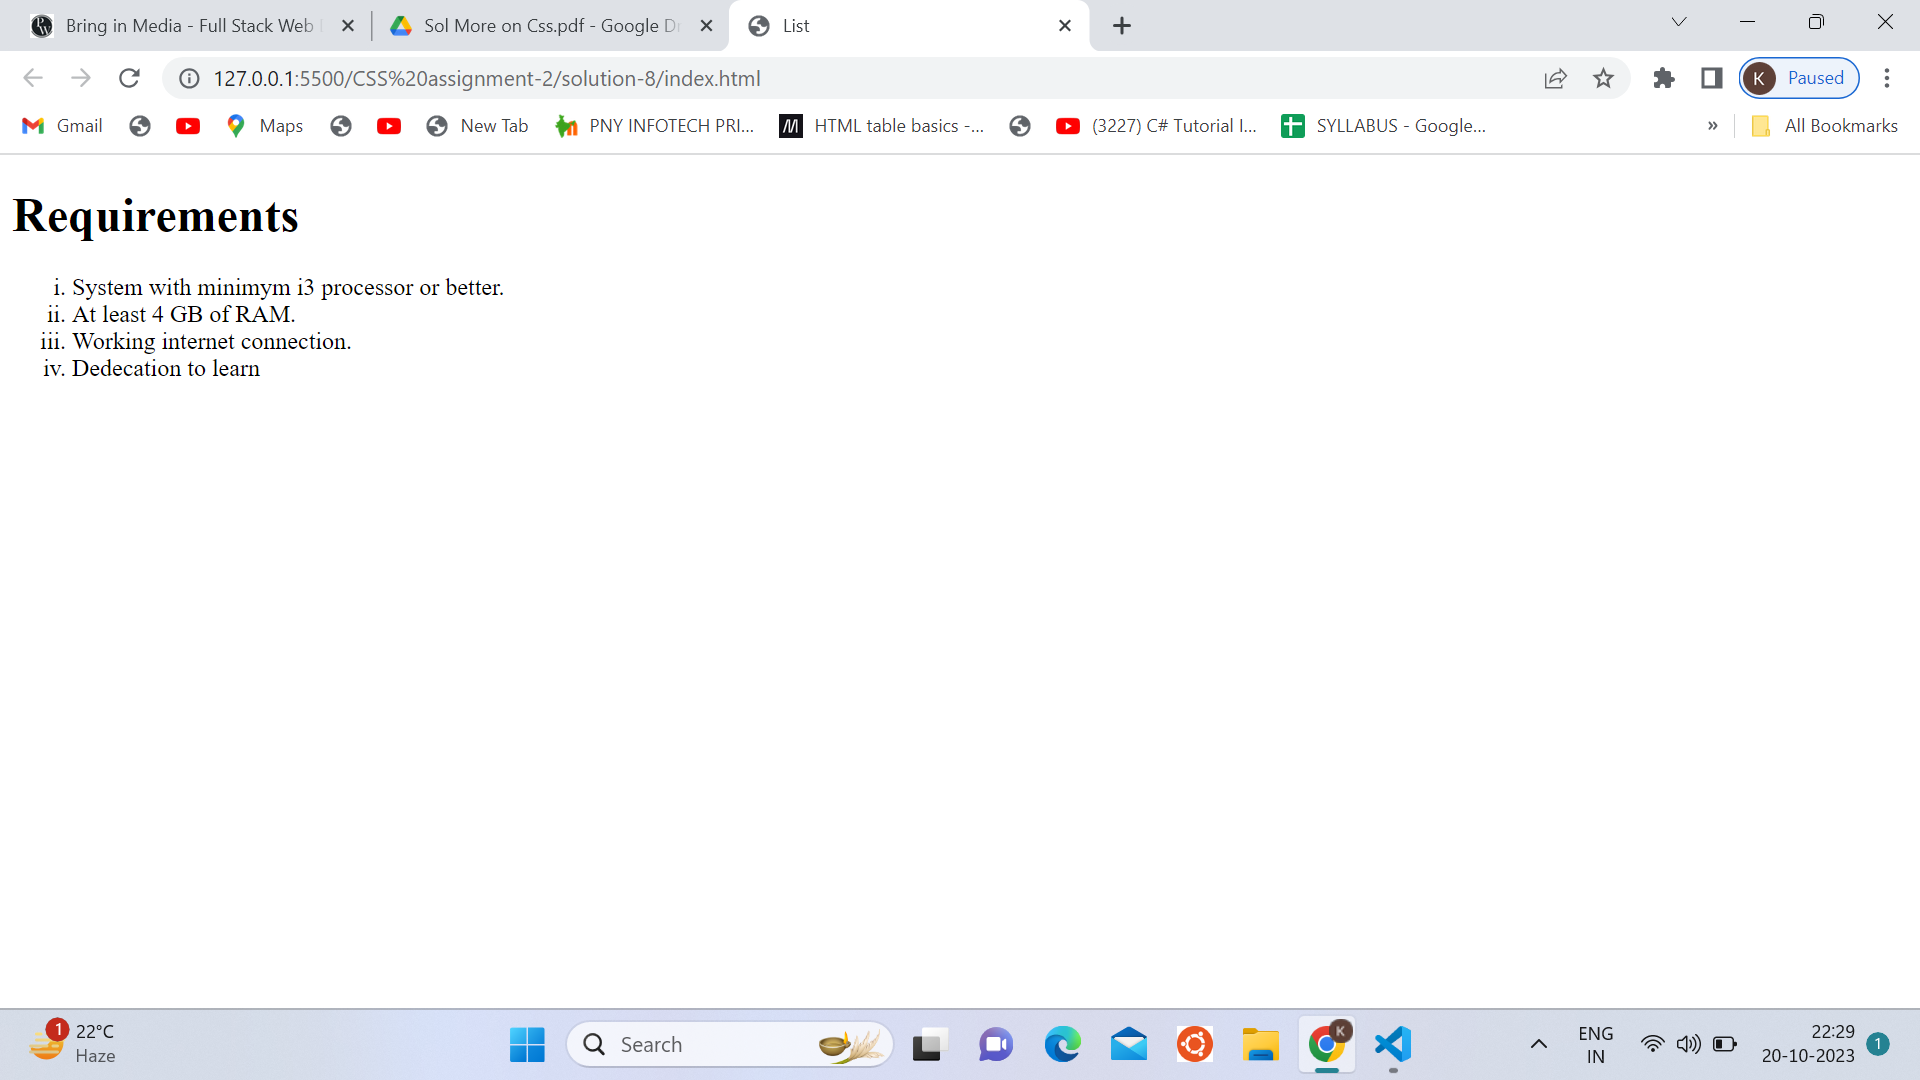 Bring in Media - Full Stack Web
Sol More on Css.pdf - Google D
List
127.0.0.1:5500/CSS%20assignment-2/solution-8/index.html
K
Paused
Gmail
Maps
New Tab
PNY INFOTECH PRI...
HTML table basics -...
(3227) C# Tutorial I...
SYLLABUS - Google...
»
All Bookmarks
Requirements
i. System with minimym i3 processor or better.
ii. At least 4 GB of RAM.
iii. Working internet connection.
iv. Dedecation to learn
1
22°C
Haze
Search
K
ENG
IN
22:29
20-10-2023
1